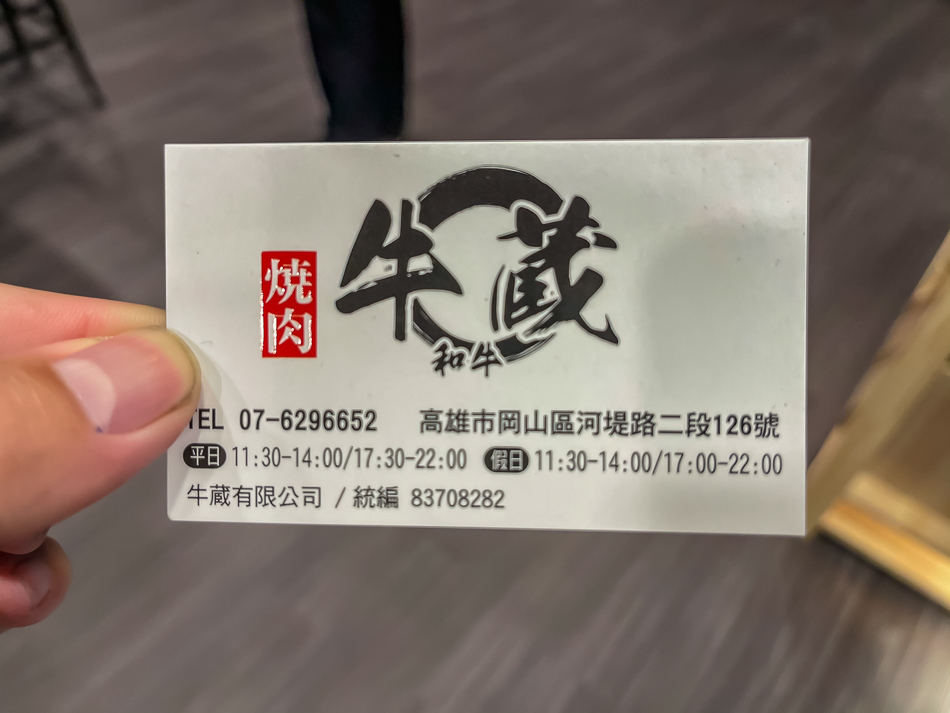 燒肉
牛蔵
和牛
TEL 07-6296652 高雄市岡山區河堤路二段126號
平日 11:30-14:00/17:30-22:00 假日 11:30-14:00/17:00-22:00
牛蔵有限公司 / 統編 83708282